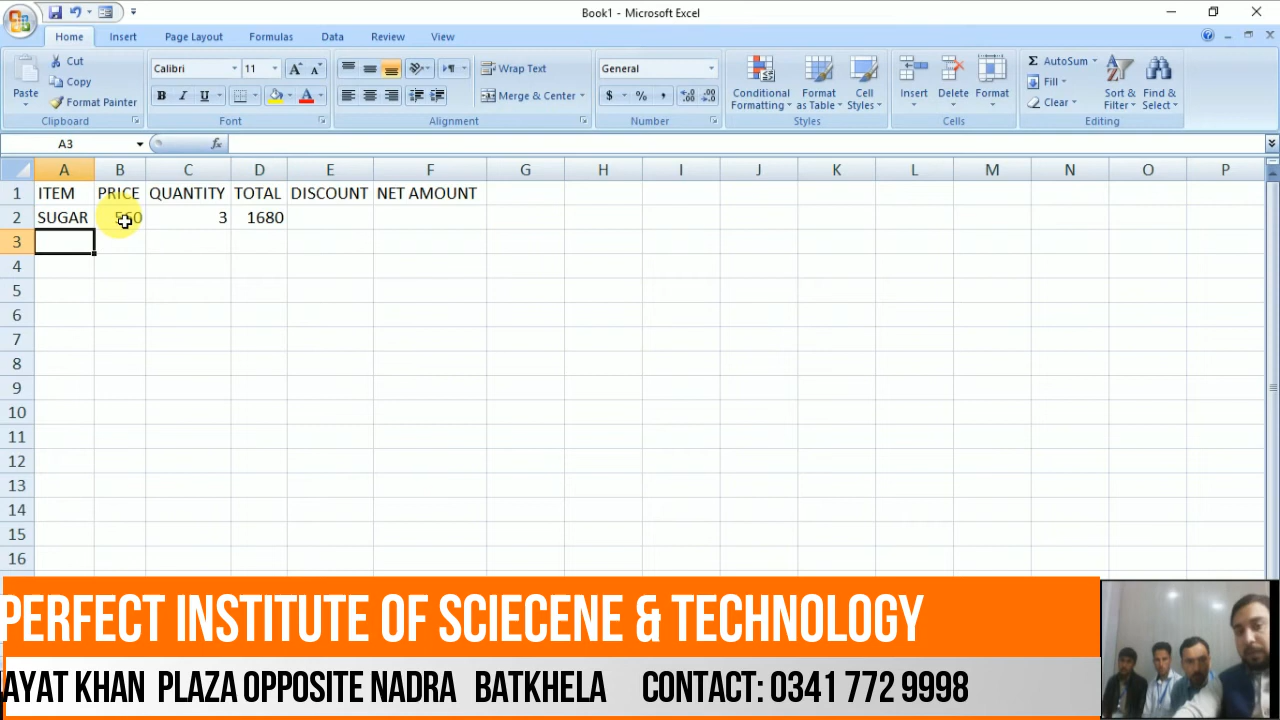 Book1 - Microsoft Excel
Home Insert Page Layout Formulas Data Review View
Paste Cut Copy Format Painter Clipboard
Calibri 11 A A B I U A Font
Wrap Text Merge & Center Alignment
General $ % , Number
Conditional Formatting Format as Table Cell Styles Styles
Insert Delete Format Cells
Σ AutoSum Fill Clear Sort & Filter Find & Select Editing
A3 fx
A B C D E F G H I J K L M N O P
1 ITEM PRICE QUANTITY TOTAL DISCOUNT NET AMOUNT
2 SUGAR 560 3 1680
3
4
5
6
7
8
9
10
11
12
13
14
15
16
PERFECT INSTITUTE OF SCIECENE & TECHNOLOGY
AYAT KHAN PLAZA OPPOSITE NADRA BATKHELA CONTACT: 0341 772 9998